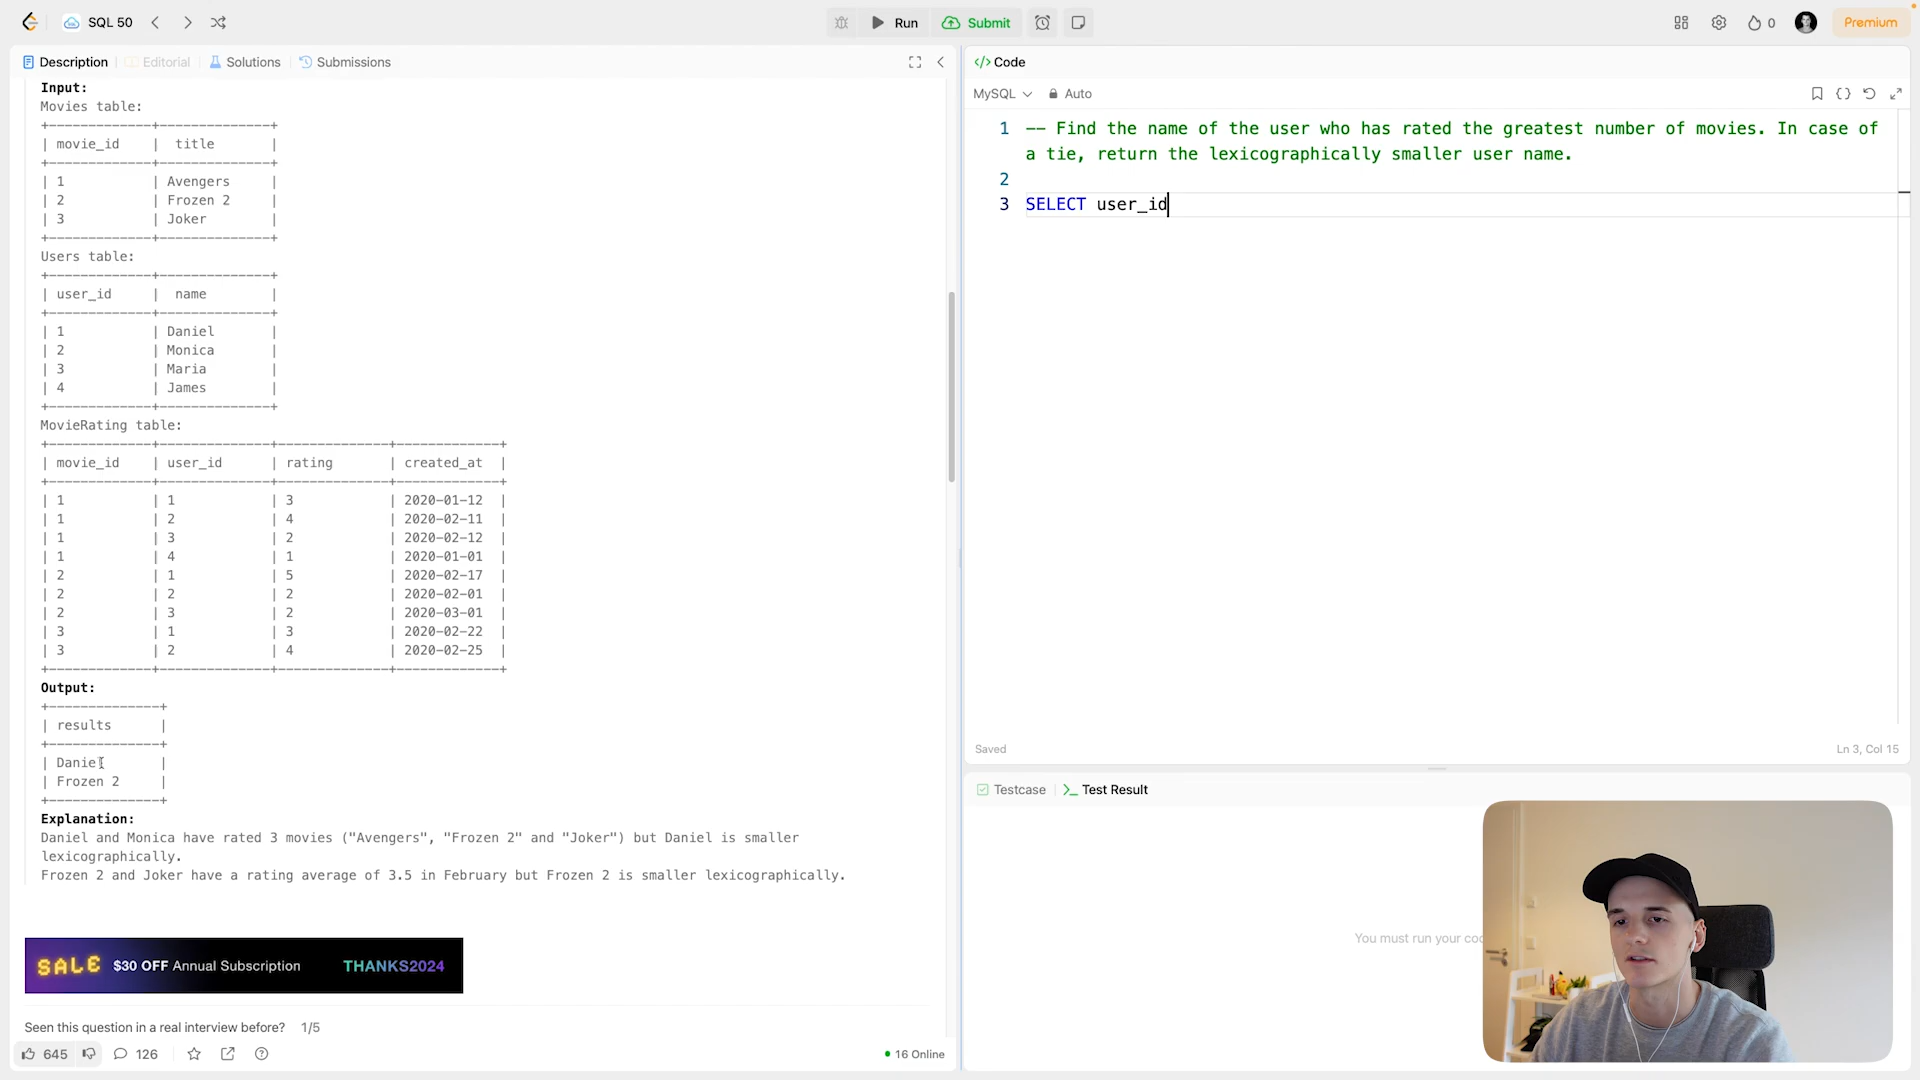 SQL 50
Run
Submit
0
Premium
Description
Editorial
Solutions
Submissions
Input:
Movies table:
+-------------+--------------+
| movie_id    |  title       |
+-------------+--------------+
| 1           | Avengers     |
| 2           | Frozen 2     |
| 3           | Joker        |
+-------------+--------------+
Users table:
+-------------+--------------+
| user_id     |  name        |
+-------------+--------------+
| 1           | Daniel       |
| 2           | Monica       |
| 3           | Maria        |
| 4           | James        |
+-------------+--------------+
MovieRating table:
+-------------+--------------+--------------+-------------+
| movie_id    | user_id      | rating       | created_at  |
+-------------+--------------+--------------+-------------+
| 1           | 1            | 3            | 2020-01-12  |
| 1           | 2            | 4            | 2020-02-11  |
| 1           | 3            | 2            | 2020-02-12  |
| 1           | 4            | 1            | 2020-01-01  |
| 2           | 1            | 5            | 2020-02-17  |
| 2           | 2            | 2            | 2020-02-01  |
| 2           | 3            | 2            | 2020-03-01  |
| 3           | 1            | 3            | 2020-02-22  |
| 3           | 2            | 4            | 2020-02-25  |
+-------------+--------------+--------------+-------------+
Output:
+--------------+
| results      |
+--------------+
| Daniel       |
| Frozen 2     |
+--------------+
Explanation:
Daniel and Monica have rated 3 movies ("Avengers", "Frozen 2" and "Joker") but Daniel is smaller
lexicographically.
Frozen 2 and Joker have a rating average of 3.5 in February but Frozen 2 is smaller lexicographically.
SALE $30 OFF Annual Subscription THANKS2024
Seen this question in a real interview before? 1/5
645
126
16 Online
</> Code
MySQL
Auto
1 -- Find the name of the user who has rated the greatest number of movies. In case of
a tie, return the lexicographically smaller user name.
2
3 SELECT user_id
Saved
Ln 3, Col 15
Testcase
Test Result
You must run your